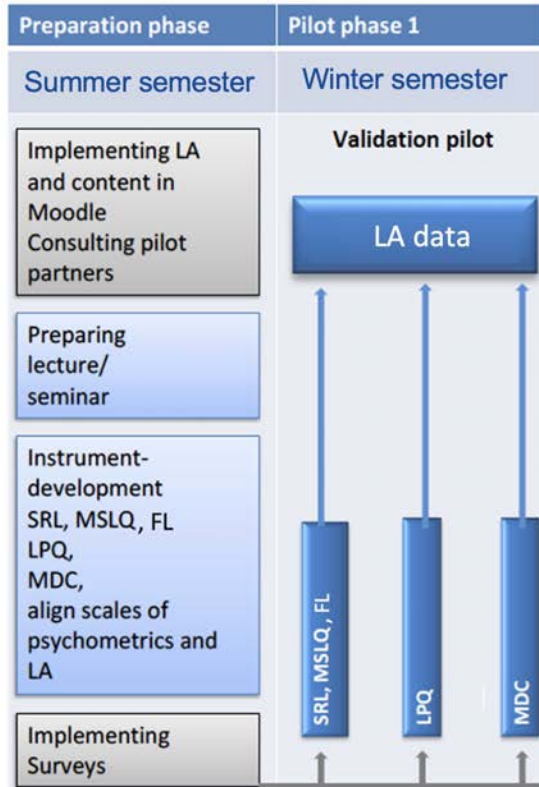 Preparation phase
Pilot phase 1
Summer semester
Winter semester
Implementing LA
and content in
Moodle
Consulting pilot
partners
Preparing
lecture/
seminar
Instrument-
development
SRL, MSLQ, FL
LPQ,
MDC,
align scales of
psychometrics and
LA
Implementing
Surveys
Validation pilot
LA data
SRL, MSLQ, FL
LPQ
MDC